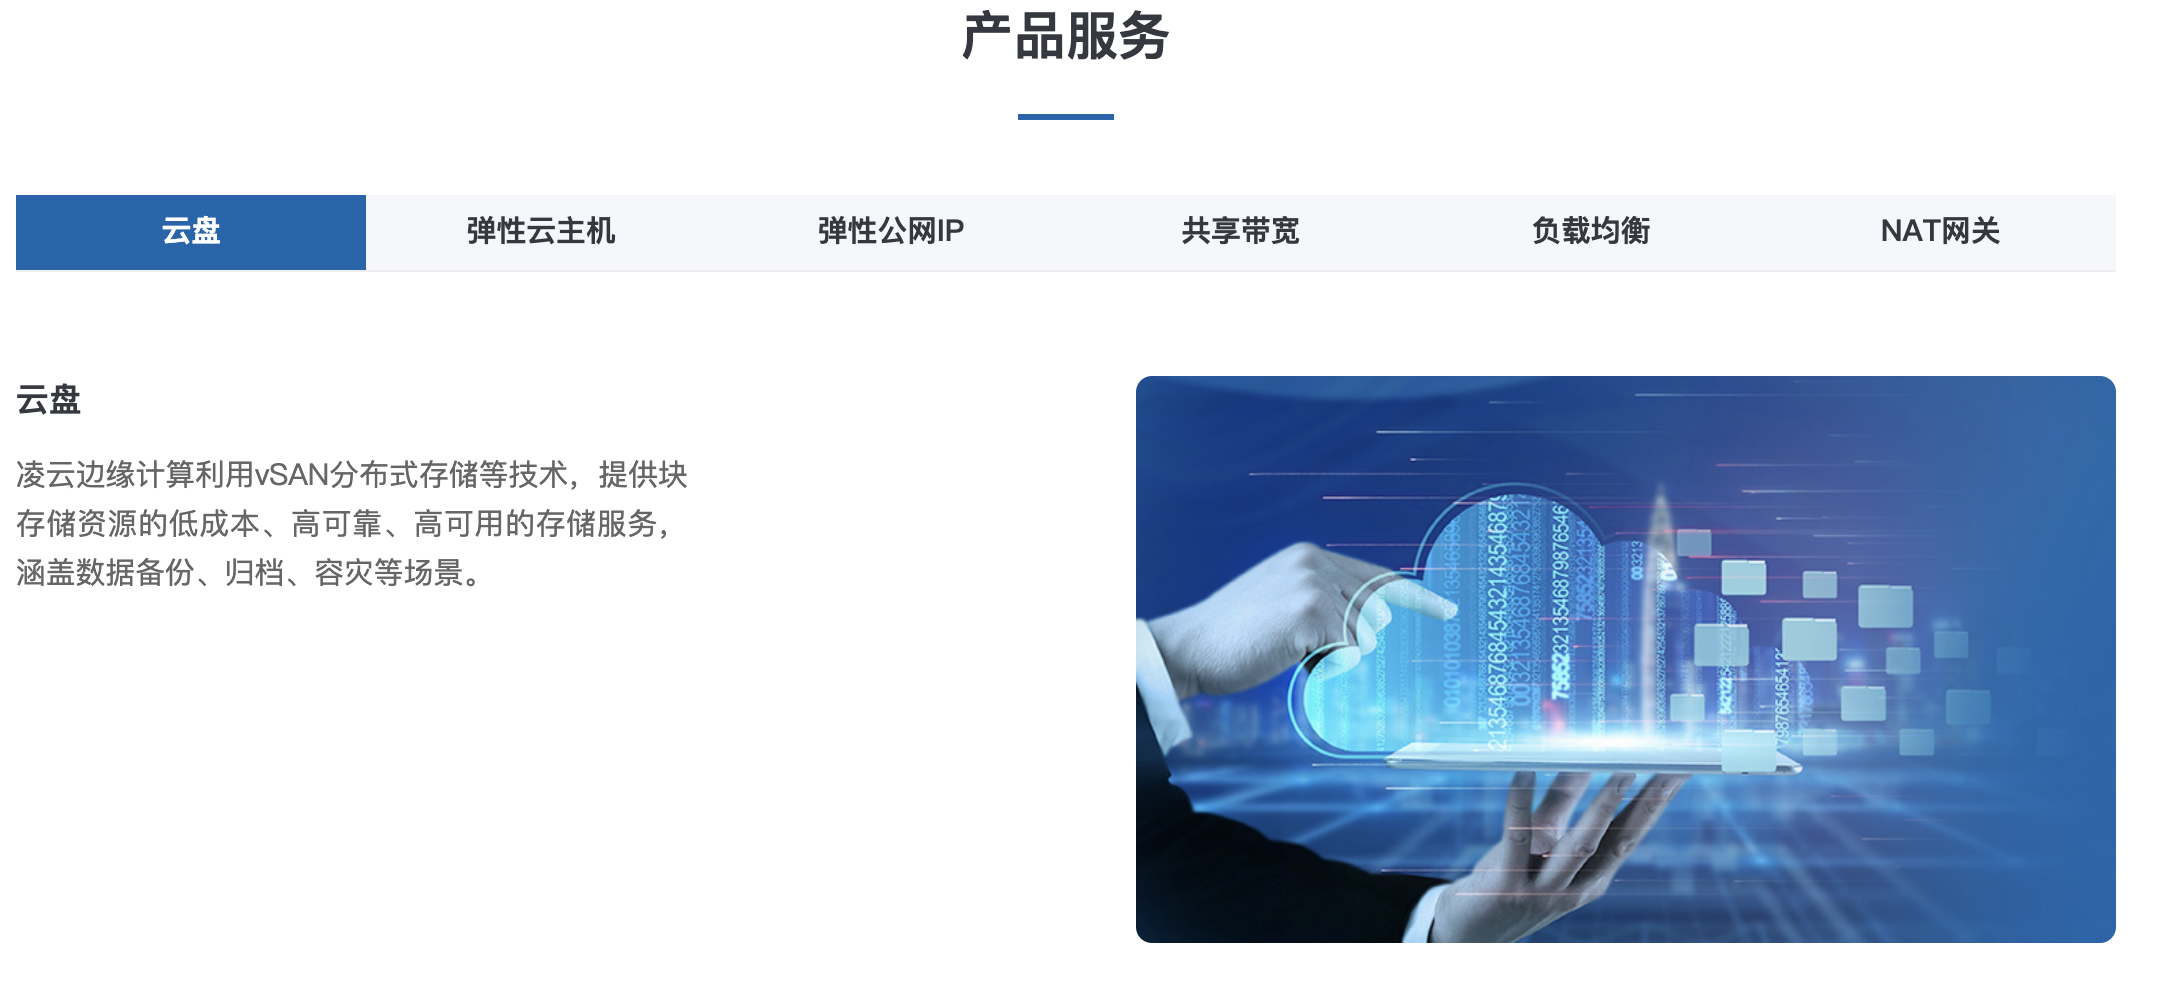 产品服务
云盘
弹性云主机
弹性公网IP
共享带宽
负载均衡
NAT网关
云盘
凌云边缘计算利用vSAN分布式存储等技术，提供块
存储资源的低成本、高可靠、高可用的存储服务，
涵盖数据备份、归档、容灾等场景。